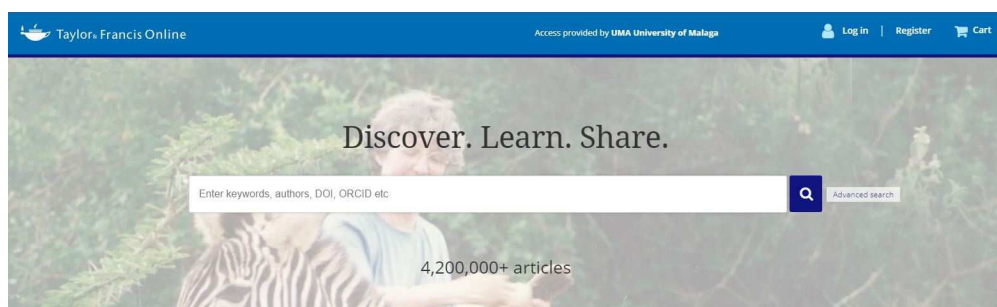 Taylor & Francis Online
Access provided by UMA University of Malaga
Log in | Register
Cart
Discover. Learn. Share.
Enter keywords, authors, DOI, ORCID etc
Advanced search
4,200,000+ articles